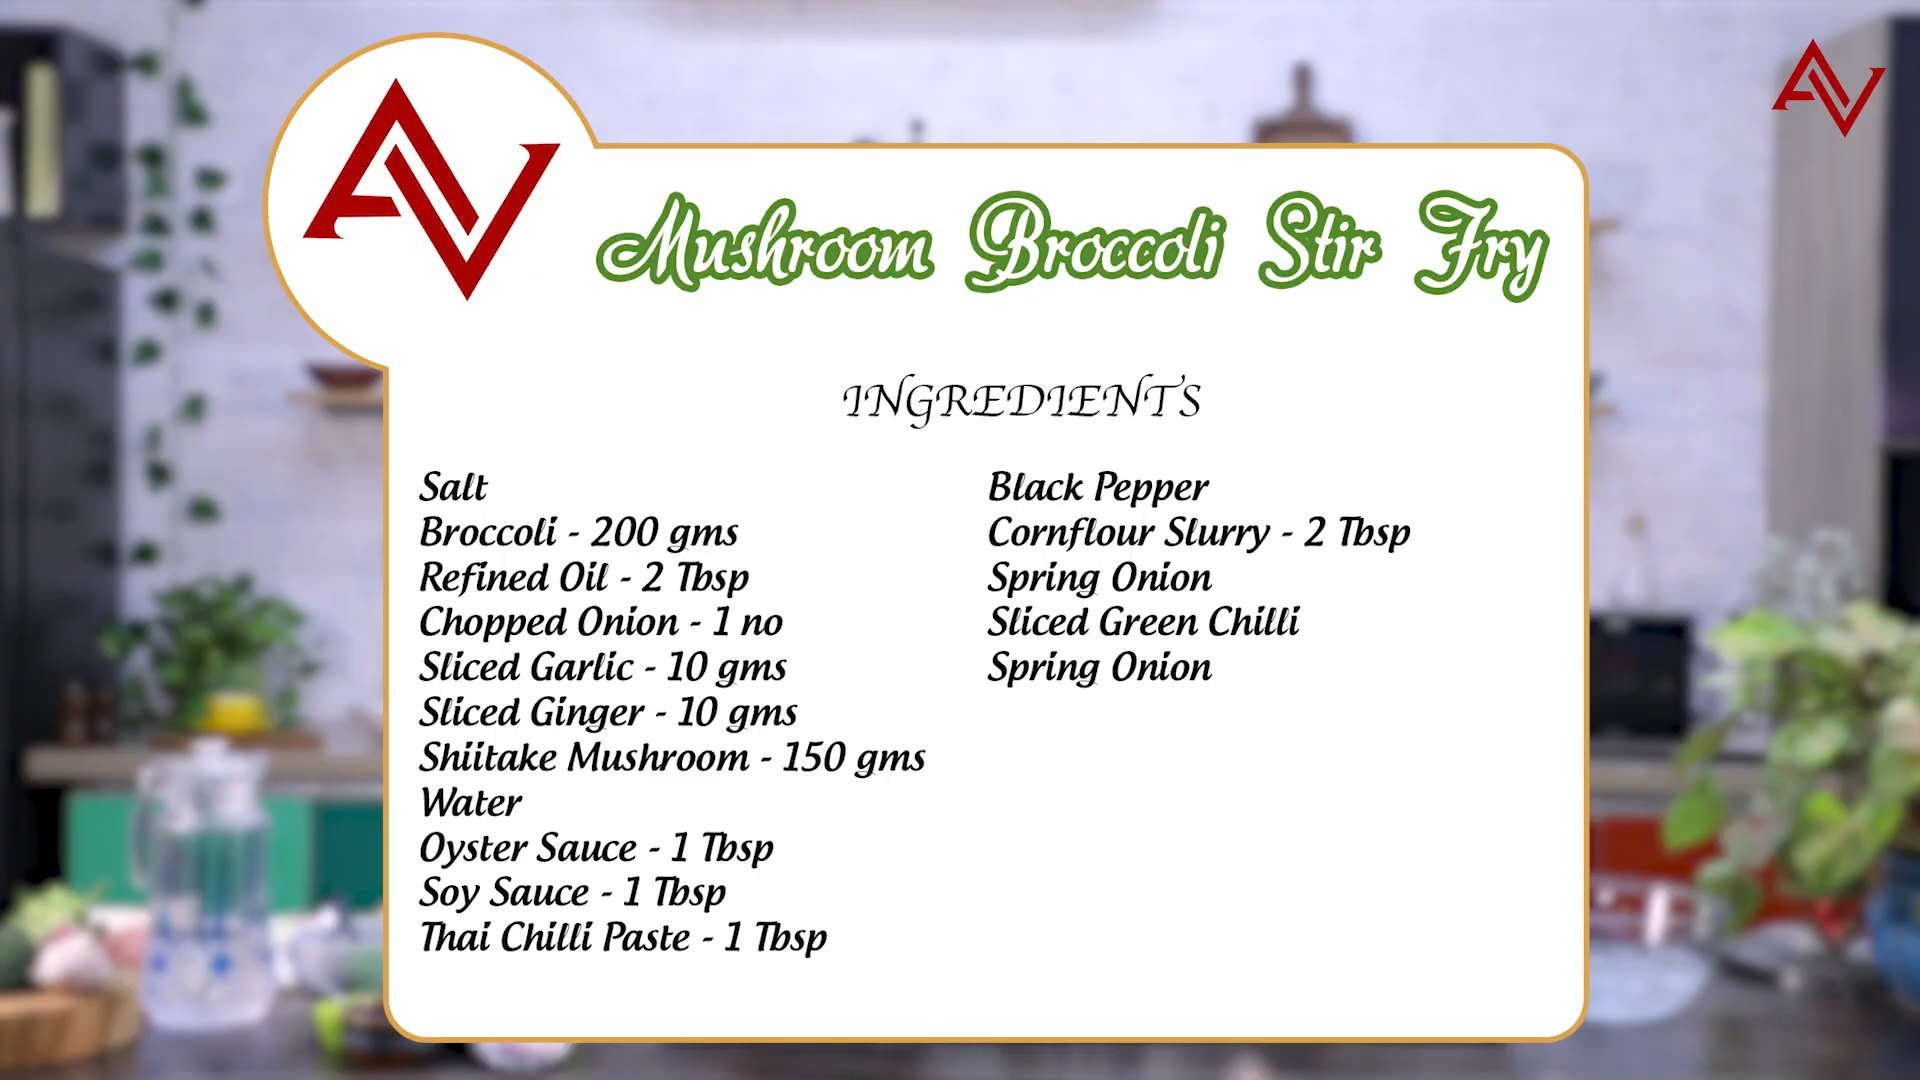 AV
AV
Mushroom Broccoli Stir Fry
INGREDIENTS
Salt
Broccoli - 200 gms
Refined Oil - 2 Tbsp
Chopped Onion - 1 no
Sliced Garlic - 10 gms
Sliced Ginger - 10 gms
Shiitake Mushroom - 150 gms
Water
Oyster Sauce - 1 Tbsp
Soy Sauce - 1 Tbsp
Thai Chilli Paste - 1 Tbsp
Black Pepper
Cornflour Slurry - 2 Tbsp
Spring Onion
Sliced Green Chilli
Spring Onion